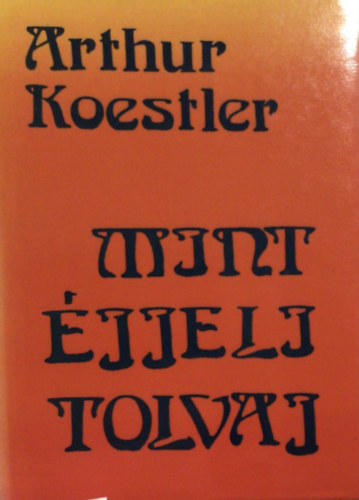 Arthur
Koestler
MINT
ÉJJELI
TOLVAJ